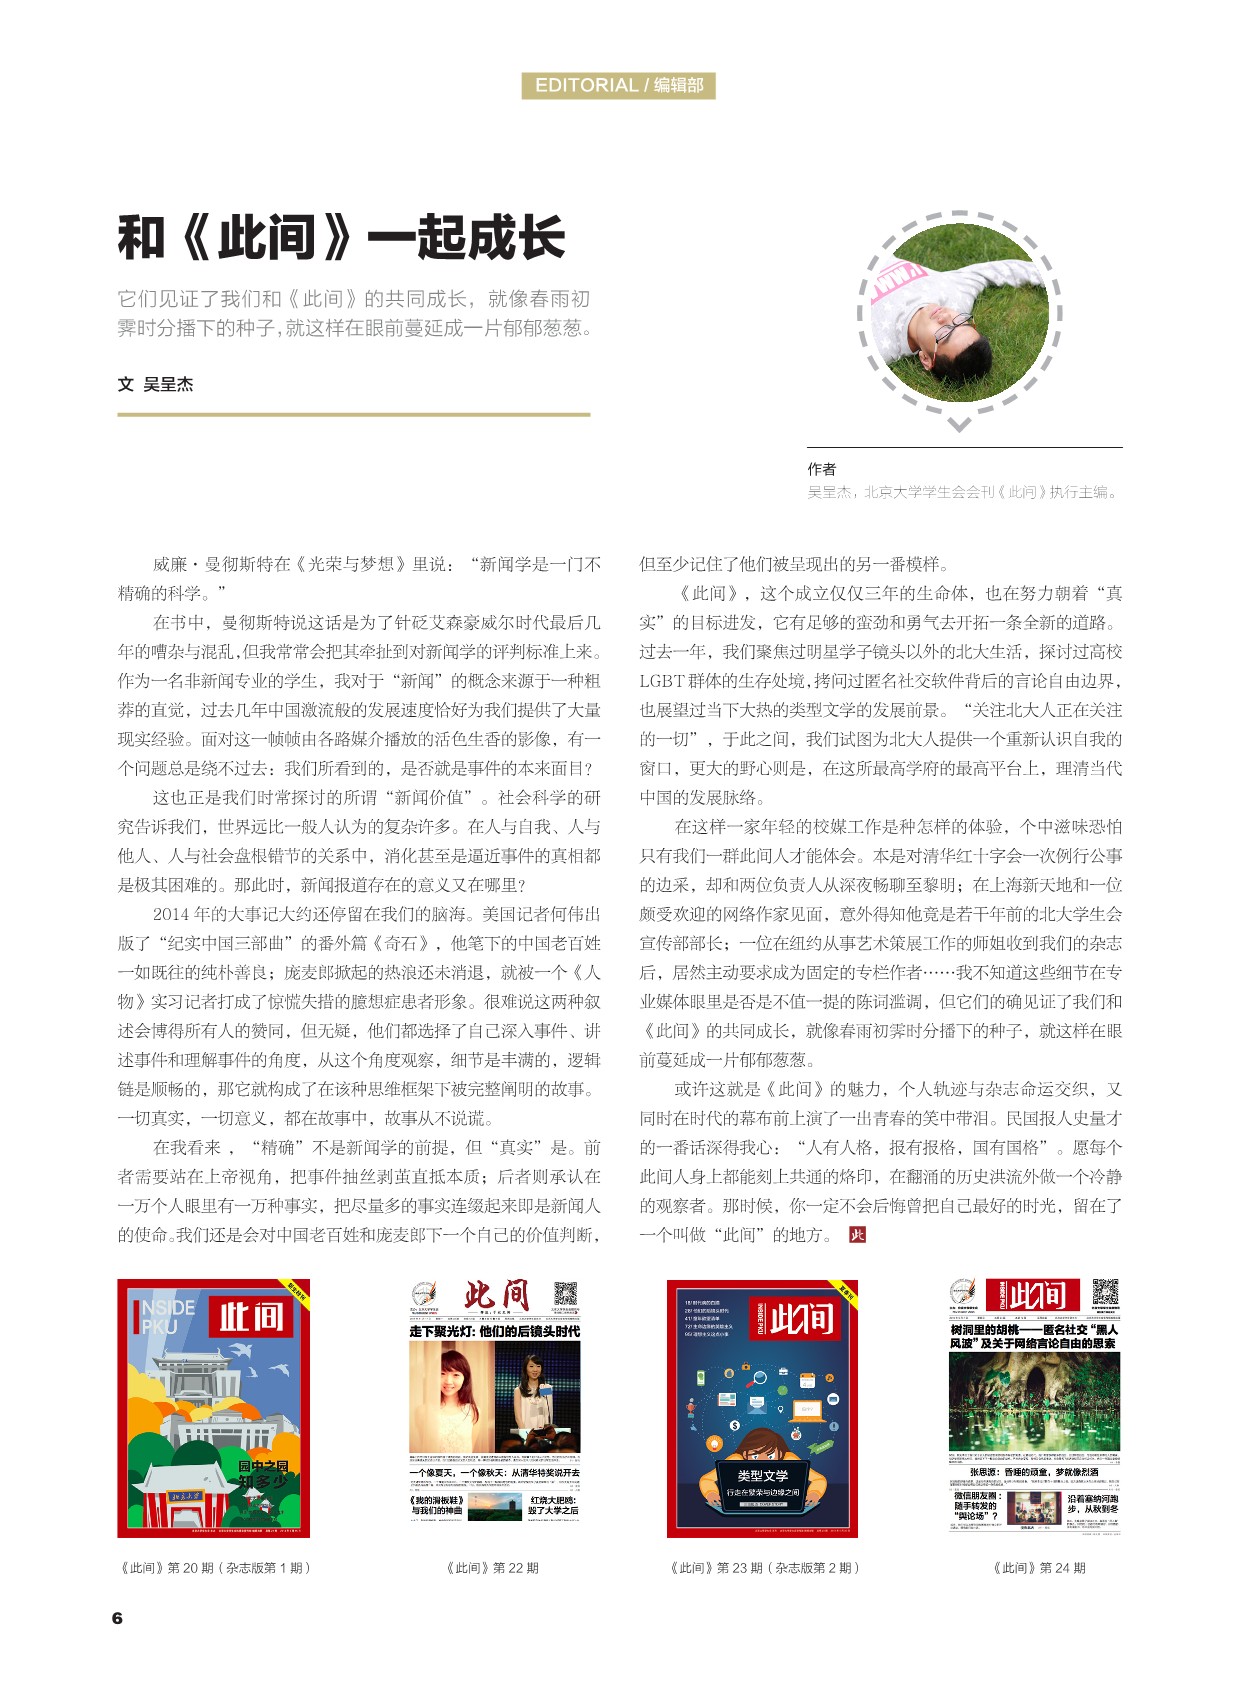 EDITORIAL / 编辑部
和《此间》一起成长
它们见证了我们和《此间》的共同成长，就像春雨初
霁时分播下的种子，就这样在眼前蔓延成一片郁郁葱葱。
文 吴呈杰
作者
吴呈杰，北京大学学生会会刊《此间》执行主编。
威廉·曼彻斯特在《光荣与梦想》里说：“新闻学是一门不
精确的科学。”
在书中，曼彻斯特说这话是为了针砭艾森豪威尔时代最后几
年的嘈杂与混乱，但我常常会把其牵扯到对新闻学的评判标准上来。
作为一名非新闻专业的学生，我对于“新闻”的概念来源于一种粗
莽的直觉，过去几年中国激流般的发展速度恰好为我们提供了大量
现实经验。面对这一帧帧由各路媒介播放的活色生香的影像，有一
个问题总是绕不过去：我们所看到的，是否就是事件的本来面目？
这也正是我们时常探讨的所谓“新闻价值”。社会科学的研
究告诉我们，世界远比一般人认为的复杂许多。在人与自我、人与
他人、人与社会盘根错节的关系中，消化甚至是逼近事件的真相都
是极其困难的。那此时，新闻报道存在的意义又在哪里？
2014 年的大事记大约还停留在我们的脑海。美国记者何伟出
版了“纪实中国三部曲”的番外篇《奇石》，他笔下的中国老百姓
一如既往的纯朴善良；庞麦郎掀起的热浪还未消退，就被一个《人
物》实习记者打成了惊慌失措的臆想症患者形象。很难说这两种叙
述会博得所有人的赞同，但无疑，他们都选择了自己深入事件、讲
述事件和理解事件的角度，从这个角度观察，细节是丰满的，逻辑
链是顺畅的，那它就构成了在该种思维框架下被完整阐明的故事。
一切真实，一切意义，都在故事中，故事从不说谎。
在我看来 ，“精确”不是新闻学的前提，但“真实”是。前
者需要站在上帝视角，把事件抽丝剥茧直抵本质；后者则承认在
一万个人眼里有一万种事实，把尽量多的事实连缀起来即是新闻人
的使命。我们还是会对中国老百姓和庞麦郎下一个自己的价值判断，
但至少记住了他们被呈现出的另一番模样。
《此间》，这个成立仅仅三年的生命体，也在努力朝着“真
实”的目标进发，它有足够的蛮劲和勇气去开拓一条全新的道路。
过去一年，我们聚焦过明星学子镜头以外的北大生活，探讨过高校
LGBT 群体的生存处境，拷问过匿名社交软件背后的言论自由边界，
也展望过当下大热的类型文学的发展前景。“关注北大人正在关注
的一切”，于此之间，我们试图为北大人提供一个重新认识自我的
窗口，更大的野心则是，在这所最高学府的最高平台上，理清当代
中国的发展脉络。
在这样一家年轻的校媒工作是种怎样的体验，个中滋味恐怕
只有我们一群此间人才能体会。本是对清华红十字会一次例行公事
的边采，却和两位负责人从深夜畅聊至黎明；在上海新天地和一位
颇受欢迎的网络作家见面，意外得知他竟是若干年前的北大学生会
宣传部部长；一位在纽约从事艺术策展工作的师姐收到我们的杂志
后，居然主动要求成为固定的专栏作者……我不知道这些细节在专
业媒体眼里是否是不值一提的陈词滥调，但它们的确见证了我们和
《此间》的共同成长，就像春雨初霁时分播下的种子，就这样在眼
前蔓延成一片郁郁葱葱。
或许这就是《此间》的魅力，个人轨迹与杂志命运交织，又
同时在时代的幕布前上演了一出青春的笑中带泪。民国报人史量才
的一番话深得我心：“人有人格，报有报格，国有国格”。愿每个
此间人身上都能刻上共通的烙印，在翻涌的历史洪流外做一个冷静
的观察者。那时候，你一定不会后悔曾把自己最好的时光，留在了
一个叫做“此间”的地方。 此
INSIDE
PKU
此间
园中之园
知多少
北京大学
此间
走下聚光灯：他们的后镜头时代
一个像夏天，一个像秋天：从清华特奖说开去
《我的滑板鞋》
与我们的神曲
红烧大肥鸥：
毁了大学之后
INSIDE PKU
此间
类型文学
行走在繁荣与边缘之间
INSIDE PKU
此间
树洞里的胡桃——匿名社交“黑人
风波”及关于网络言论自由的思索
张思源：昏睡的顽童，梦就像烈酒
微信朋友圈：
随手转发的
“舆论场”？
沿着塞纳河跑
步，从秋到冬
《此间》第 20 期（杂志版第 1 期）
《此间》第 22 期
《此间》第 23 期（杂志版第 2 期）
《此间》第 24 期
6